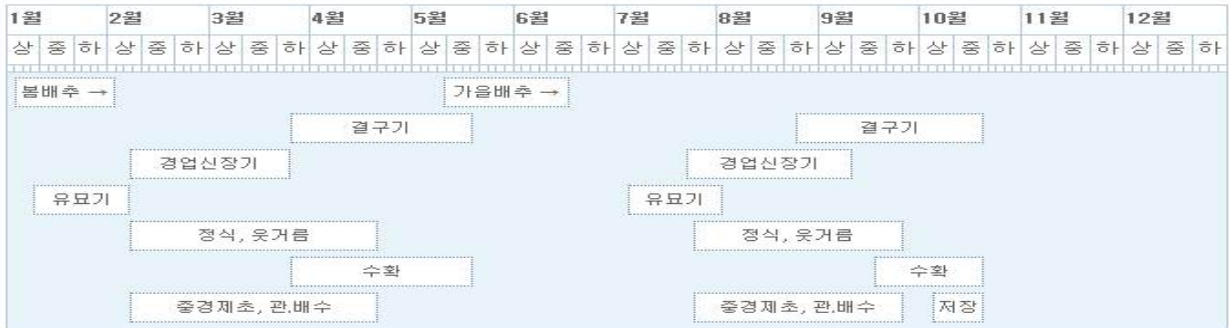 1월 2월 3월 4월 5월 6월 7월 8월 9월 10월 11월 12월
상 중 하 상 중 하 상 중 하 상 중 하 상 중 하 상 중 하 상 중 하 상 중 하 상 중 하 상 중 하 상 중 하 상 중 하
봄배추 → 가을배추 →
결구기 결구기
경업신장기 경업신장기
유묘기 유묘기
정식, 웃거름 정식, 웃거름
수확 수확
중경제초, 관.배수 중경제초, 관.배수 저장